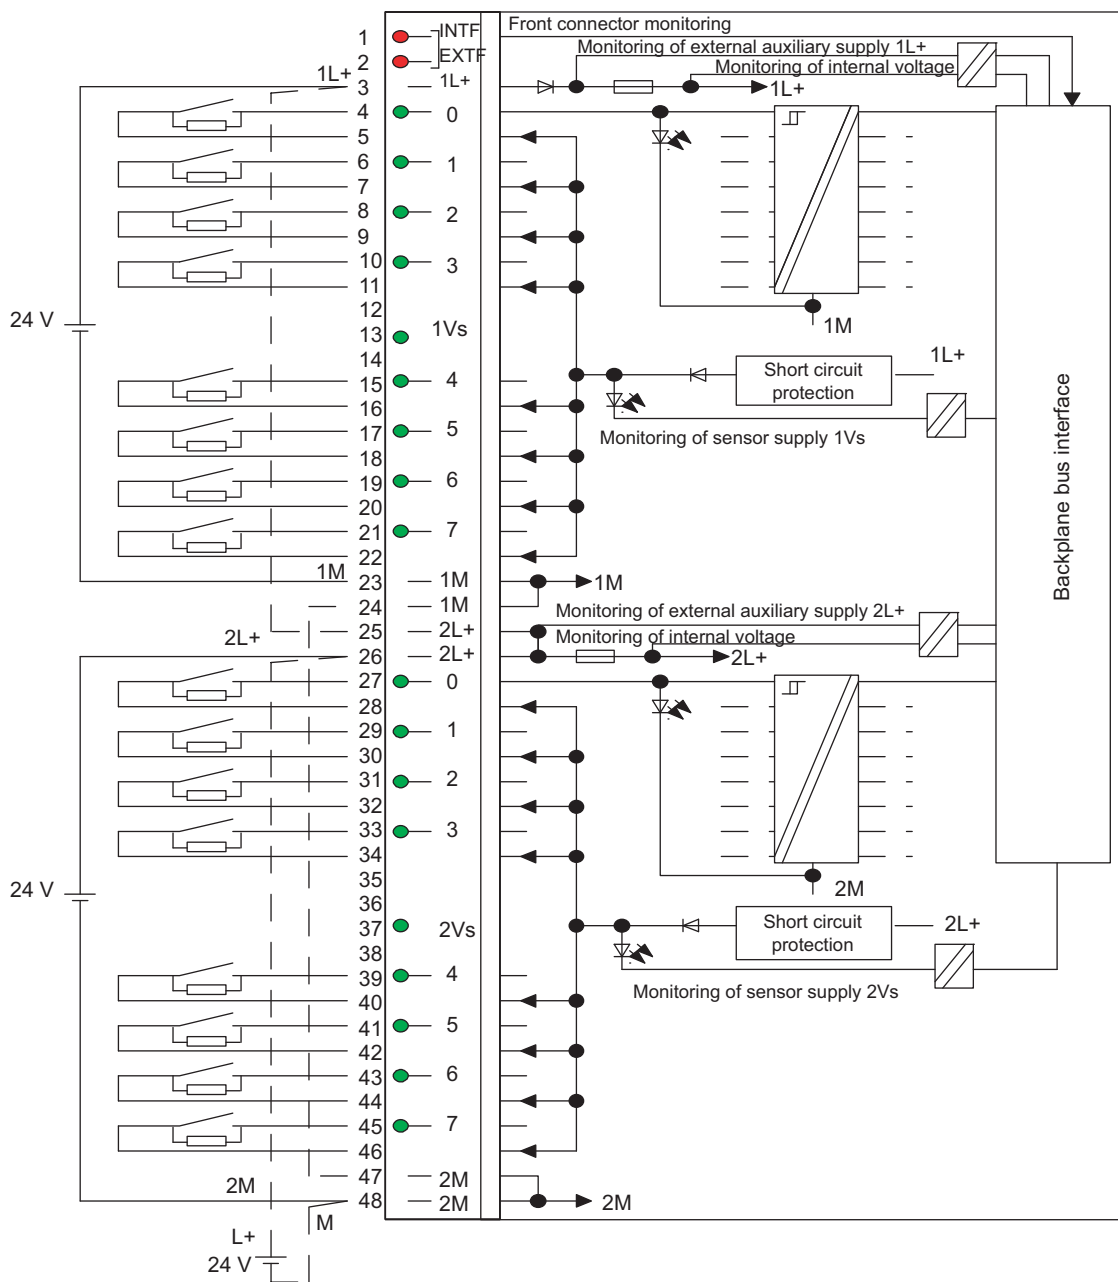 Front connector monitoring
1
INTF
Monitoring of external auxiliary supply 1L+
2
EXTF
Monitoring of internal voltage
1L+
3
1L+
1L+
4
0
5
6
1
7
8
2
9
10
3
11
12
24 V
13
1Vs
1M
14
Short circuit
protection
1L+
15
4
16
Monitoring of sensor supply 1Vs
17
5
18
19
6
20
21
7
22
1M
23
1M
1M
24
1M
Monitoring of external auxiliary supply 2L+
25
2L+
Monitoring of internal voltage
2L+
26
2L+
2L+
27
0
28
29
1
30
31
2
32
33
3
34
35
24 V
2M
36
37
2Vs
Short circuit
protection
2L+
38
39
4
40
Monitoring of sensor supply 2Vs
41
5
42
43
6
44
45
7
46
47
2M
2M
48
2M
2M
M
L+
24 V
Backplane bus interface